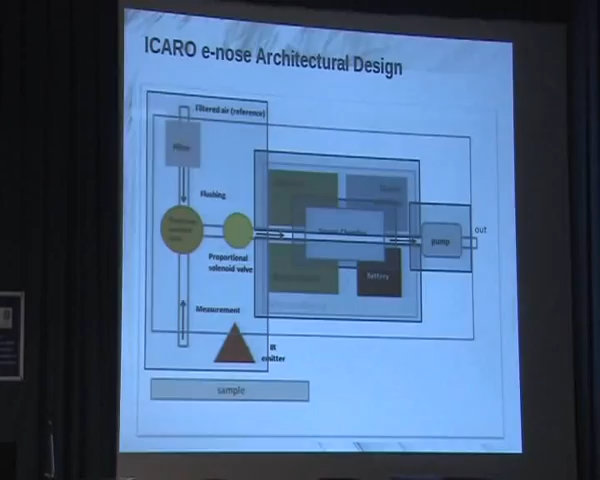 ICARO e-nose Architectural Design
Filtered air (reference)
Filter
Flushing
out
pump
Proportional
solenoid valve
Battery
Measurement
IR
emitter
sample